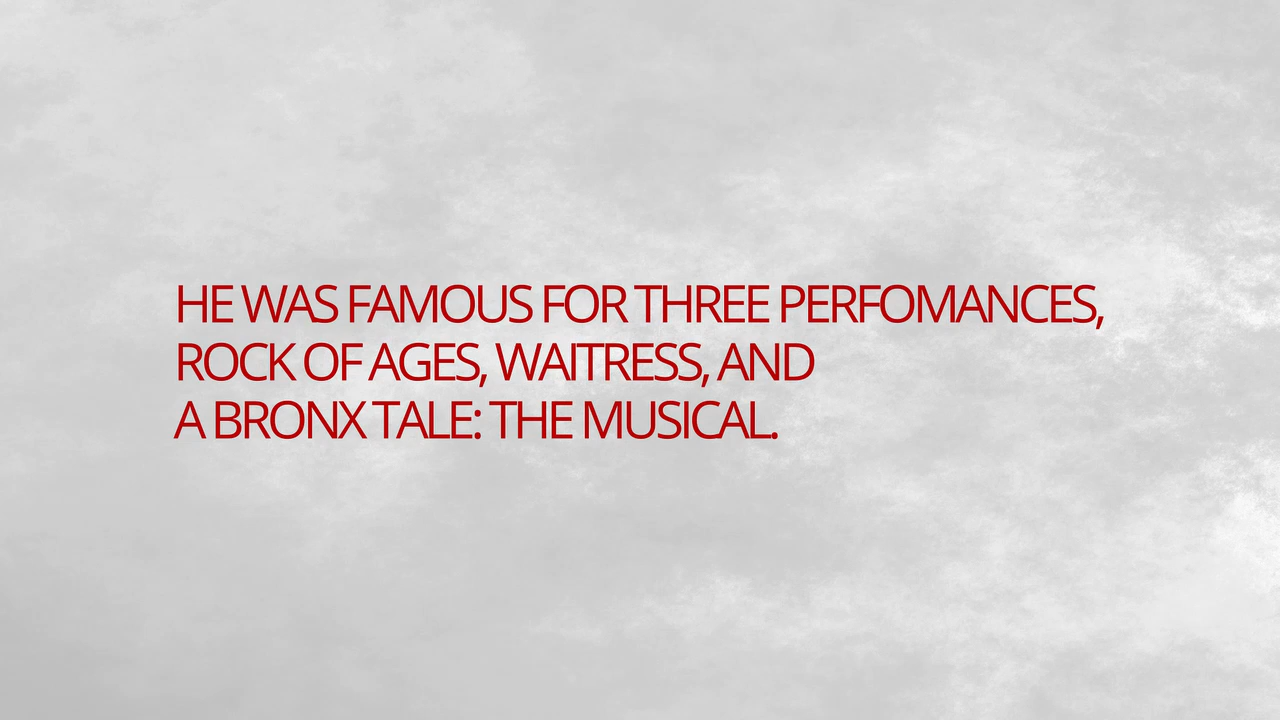 HE WAS FAMOUS FOR THREE PERFOMANCES,
ROCK OF AGES, WAITRESS, AND
A BRONX TALE: THE MUSICAL.